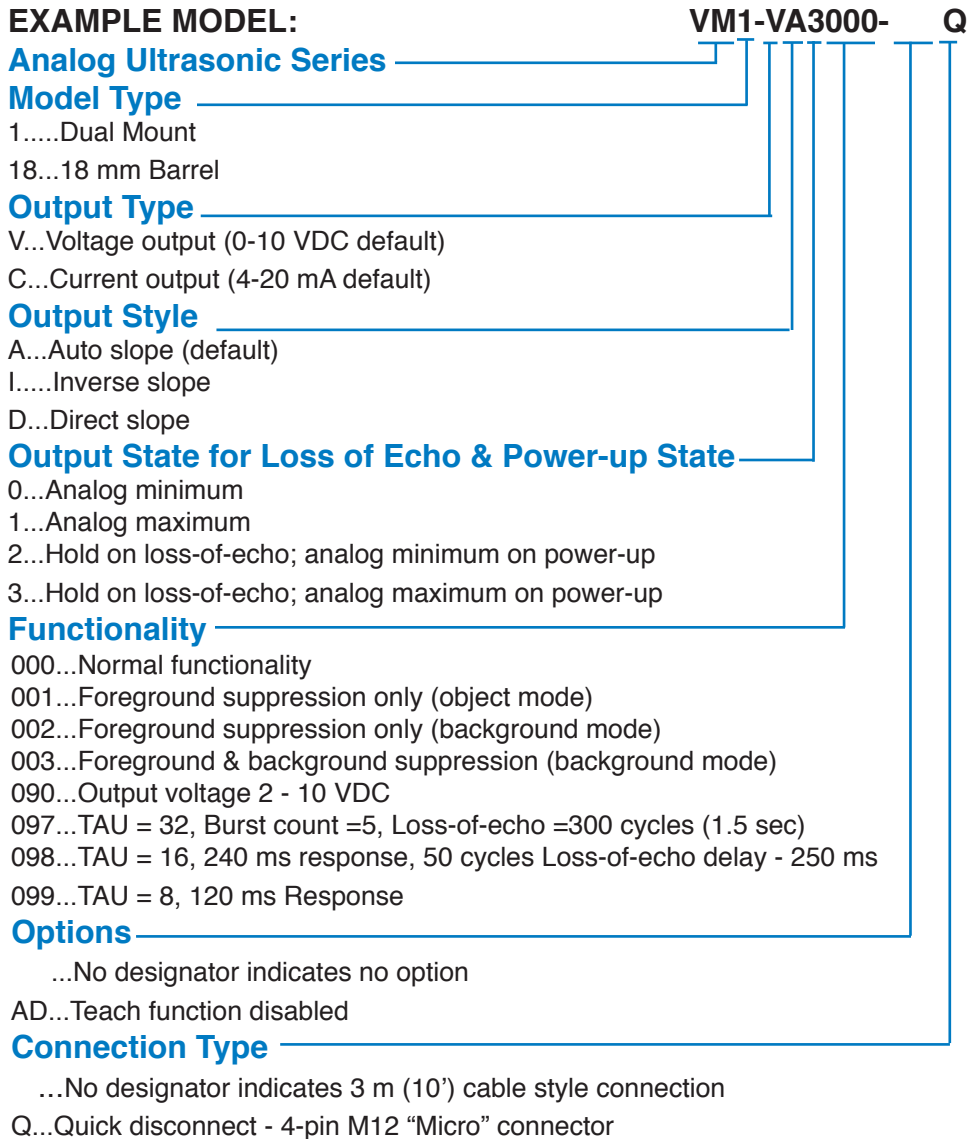 EXAMPLE MODEL: VM1-VA3000- Q
Analog Ultrasonic Series
Model Type
1.....Dual Mount
18...18 mm Barrel
Output Type
V...Voltage output (0-10 VDC default)
C...Current output (4-20 mA default)
Output Style
A...Auto slope (default)
I.....Inverse slope
D...Direct slope
Output State for Loss of Echo & Power-up State
0...Analog minimum
1...Analog maximum
2...Hold on loss-of-echo; analog minimum on power-up
3...Hold on loss-of-echo; analog maximum on power-up
Functionality
000...Normal functionality
001...Foreground suppression only (object mode)
002...Foreground suppression only (background mode)
003...Foreground & background suppression (background mode)
090...Output voltage 2 - 10 VDC
097...TAU = 32, Burst count =5, Loss-of-echo =300 cycles (1.5 sec)
098...TAU = 16, 240 ms response, 50 cycles Loss-of-echo delay - 250 ms
099...TAU = 8, 120 ms Response
Options
...No designator indicates no option
AD...Teach function disabled
Connection Type
...No designator indicates 3 m (10’) cable style connection
Q...Quick disconnect - 4-pin M12 “Micro” connector